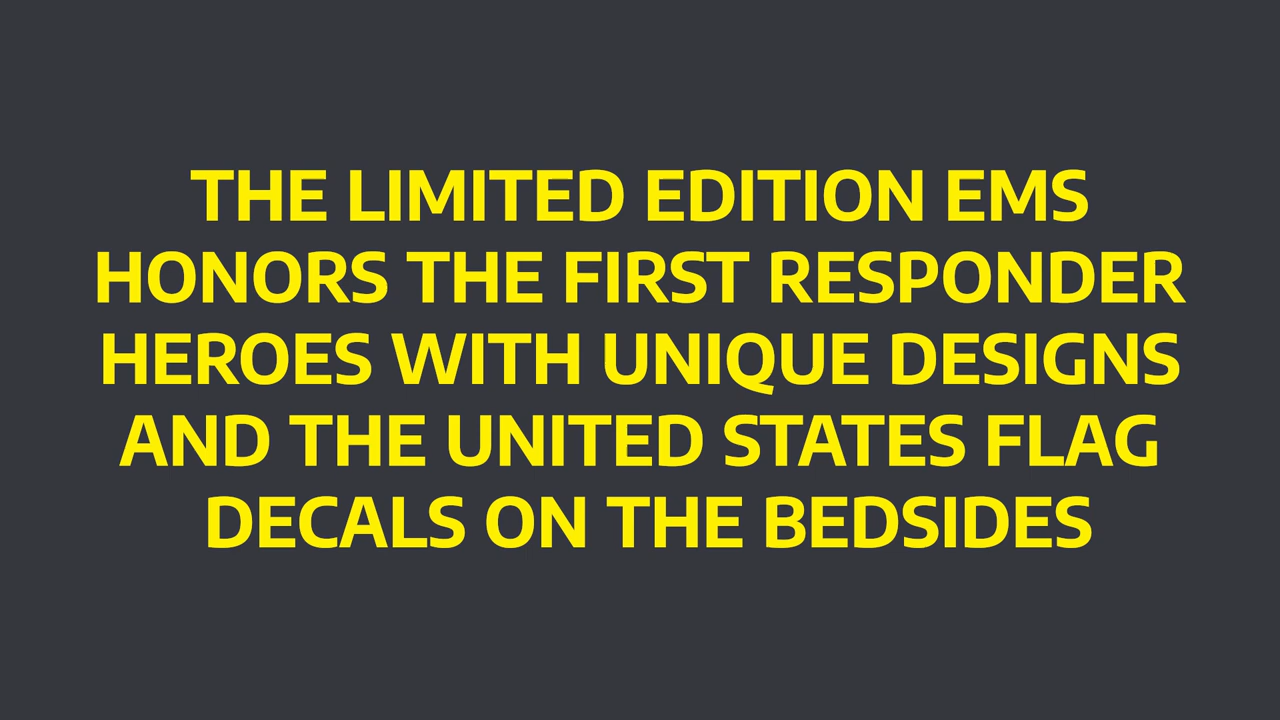 THE LIMITED EDITION EMS
HONORS THE FIRST RESPONDER
HEROES WITH UNIQUE DESIGNS
AND THE UNITED STATES FLAG
DECALS ON THE BEDSIDES